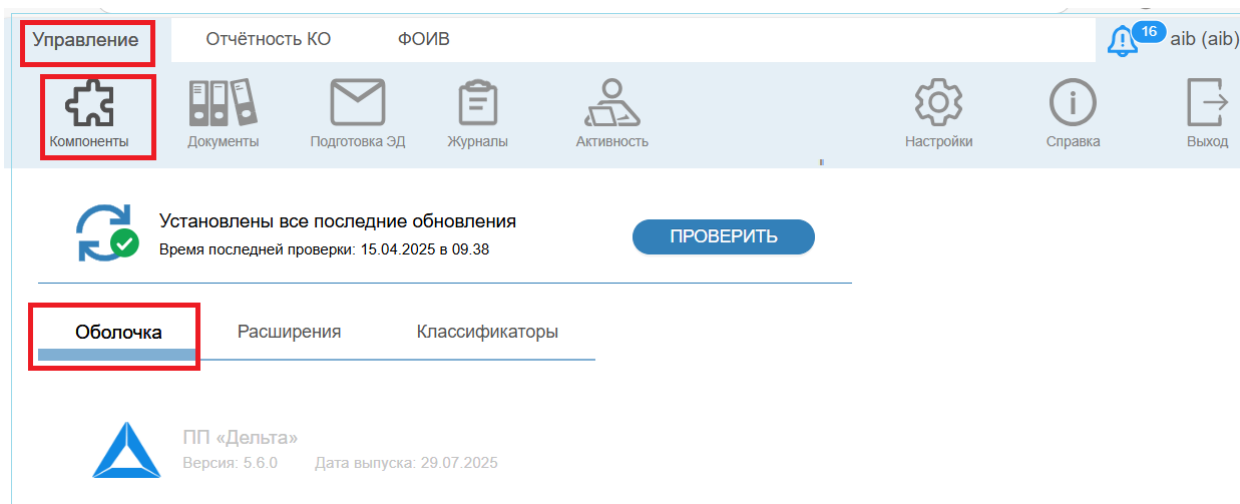 Управление Отчётность КО ФОИВ 16 aib (aib)
Компоненты Документы Подготовка ЭД Журналы Активность Настройки Справка Выход
Установлены все последние обновления
Время последней проверки: 15.04.2025 в 09.38
ПРОВЕРИТЬ
Оболочка Расширения Классификаторы
ПП «Дельта»
Версия: 5.6.0 Дата выпуска: 29.07.2025